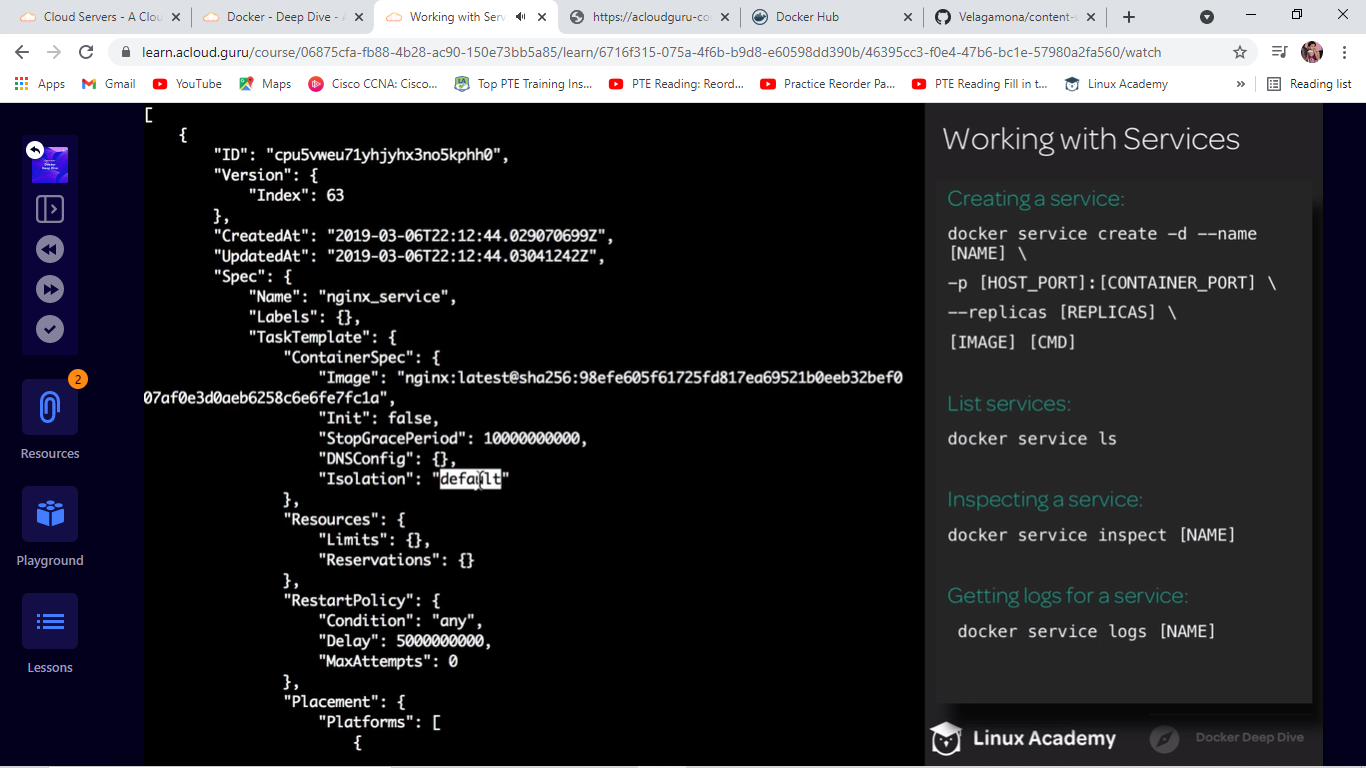 Cloud Servers - A Clou
Docker - Deep Dive - A
Working with Serv
https://acloudguru-co
Docker Hub
Velagamona/content-
learn.acloud.guru/course/06875cfa-fb88-4b28-ac90-150e73bb5a85/learn/6716f315-075a-4f6b-b9d8-e60598dd390b/46395cc3-f0e4-47b6-bc1e-57980a2fa560/watch
Apps
Gmail
YouTube
Maps
Cisco CCNA: Cisco...
Top PTE Training Ins...
PTE Reading: Reord...
Practice Reorder Pa...
PTE Reading Fill in t...
Linux Academy
»
Reading list
2
Resources
Playground
Lessons
[
{
"ID": "cpu5vweu71yhjyhx3no5kphh0",
"Version": {
"Index": 63
},
"CreatedAt": "2019-03-06T22:12:44.029070699Z",
"UpdatedAt": "2019-03-06T22:12:44.03041242Z",
"Spec": {
"Name": "nginx_service",
"Labels": {},
"TaskTemplate": {
"ContainerSpec": {
"Image": "nginx:latest@sha256:98efe605f61725fd817ea69521b0eeb32bef0
07af0e3d0aeb6258c6e6fe7fc1a",
"Init": false,
"StopGracePeriod": 10000000000,
"DNSConfig": {},
"Isolation": "default"
},
"Resources": {
"Limits": {},
"Reservations": {}
},
"RestartPolicy": {
"Condition": "any",
"Delay": 5000000000,
"MaxAttempts": 0
},
"Placement": {
"Platforms": [
{
Working with Services
Creating a service:
docker service create -d --name
[NAME] \
-p [HOST_PORT]:[CONTAINER_PORT] \
--replicas [REPLICAS] \
[IMAGE] [CMD]
List services:
docker service ls
Inspecting a service:
docker service inspect [NAME]
Getting logs for a service:
docker service logs [NAME]
Linux Academy
Docker Deep Dive